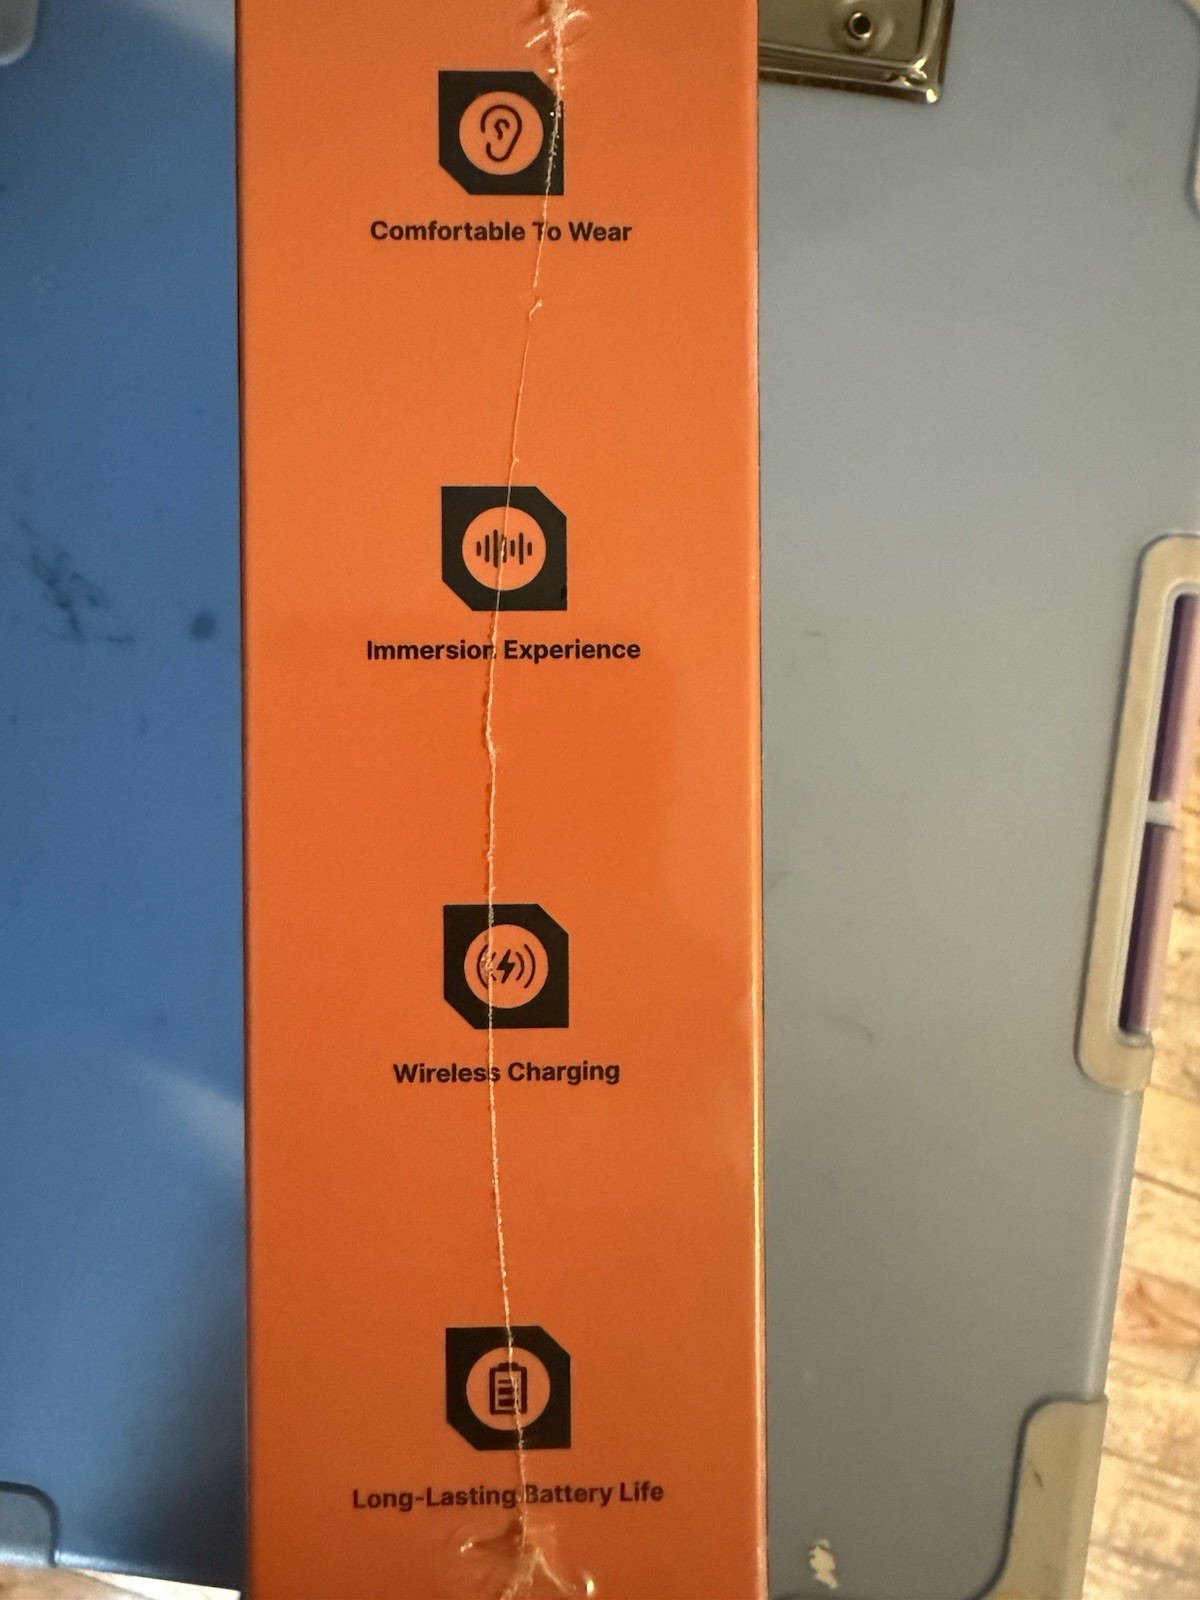 Comfortable To Wear
Immersion Experience
Wireless Charging
Long-Lasting Battery Life